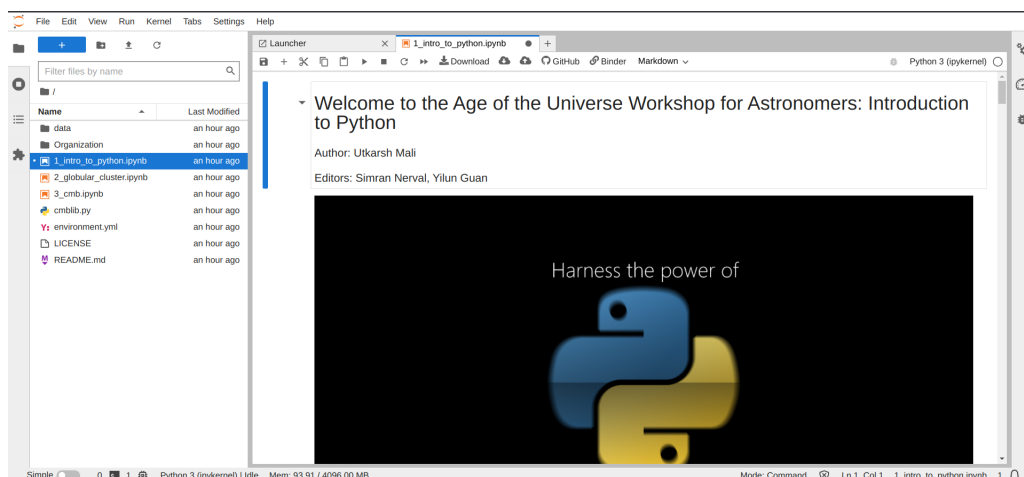 File Edit View Run Kernel Tabs Settings Help
Filter files by name
/
Name Last Modified
data an hour ago
Organization an hour ago
1_intro_to_python.ipynb an hour ago
2_globular_cluster.ipynb an hour ago
3_cmb.ipynb an hour ago
cmblib.py an hour ago
Y: environment.yml an hour ago
LICENSE an hour ago
M README.md an hour ago
Launcher 1_intro_to_python.ipynb
Download GitHub Binder Markdown Python 3 (ipykernel)
Welcome to the Age of the Universe Workshop for Astronomers: Introduction
to Python
Author: Utkarsh Mali
Editors: Simran Nerval, Yilun Guan
Harness the power of
Simple 0 1 Python 3 (ipykernel) | Idle Mem: 93.91 / 4096.00 MB Mode: Command Ln 1, Col 1 1_intro_to_python.ipynb 1